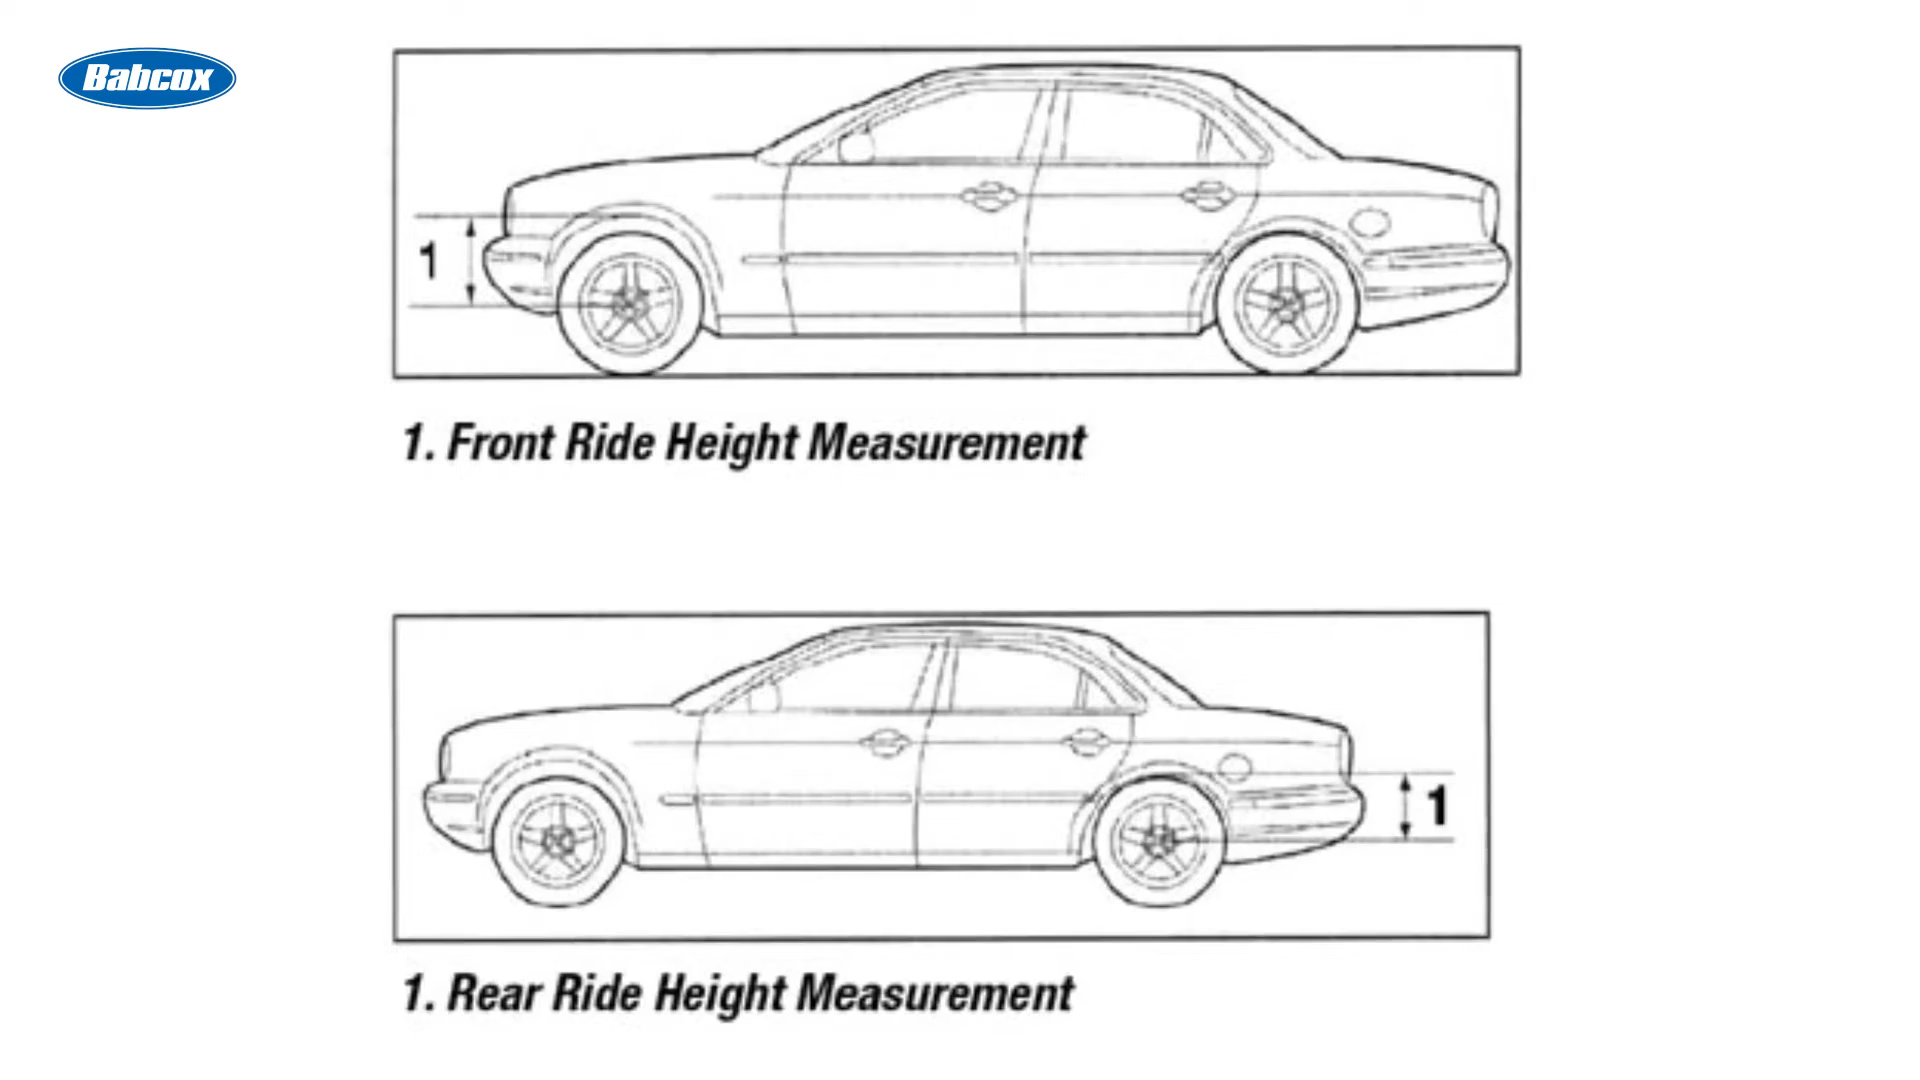 Babcox
1
1. Front Ride Height Measurement
1
1. Rear Ride Height Measurement